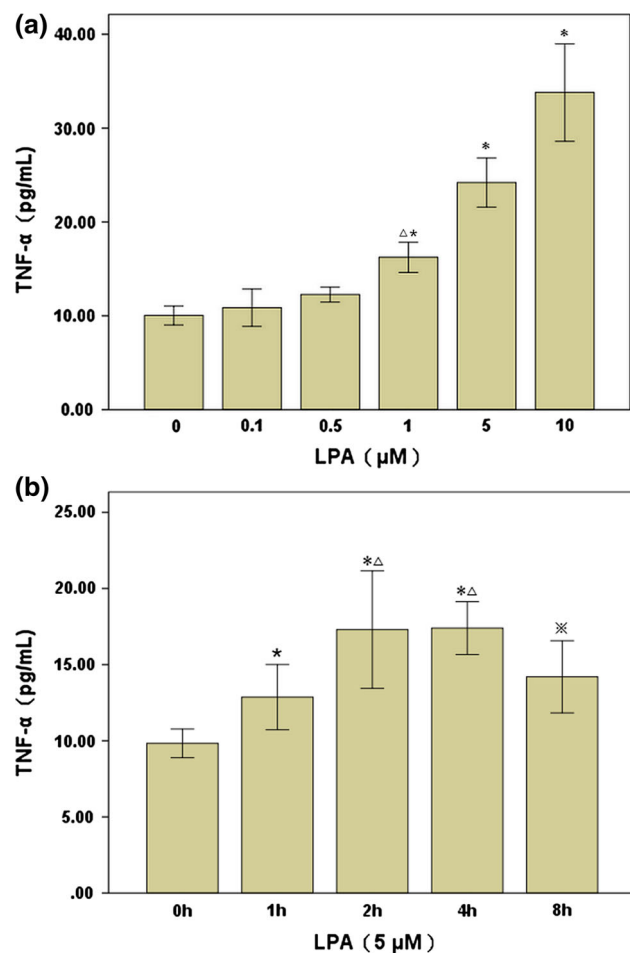 (a)
TNF-α（pg/mL）
40.00
30.00
20.00
10.00
0.00
*
*
△*
0 0.1 0.5 1 5 10
LPA（μM）
(b)
TNF-α（pg/mL）
25.00
20.00
15.00
10.00
5.00
.00
*
*△
*△
※
0h 1h 2h 4h 8h
LPA（5 μM）